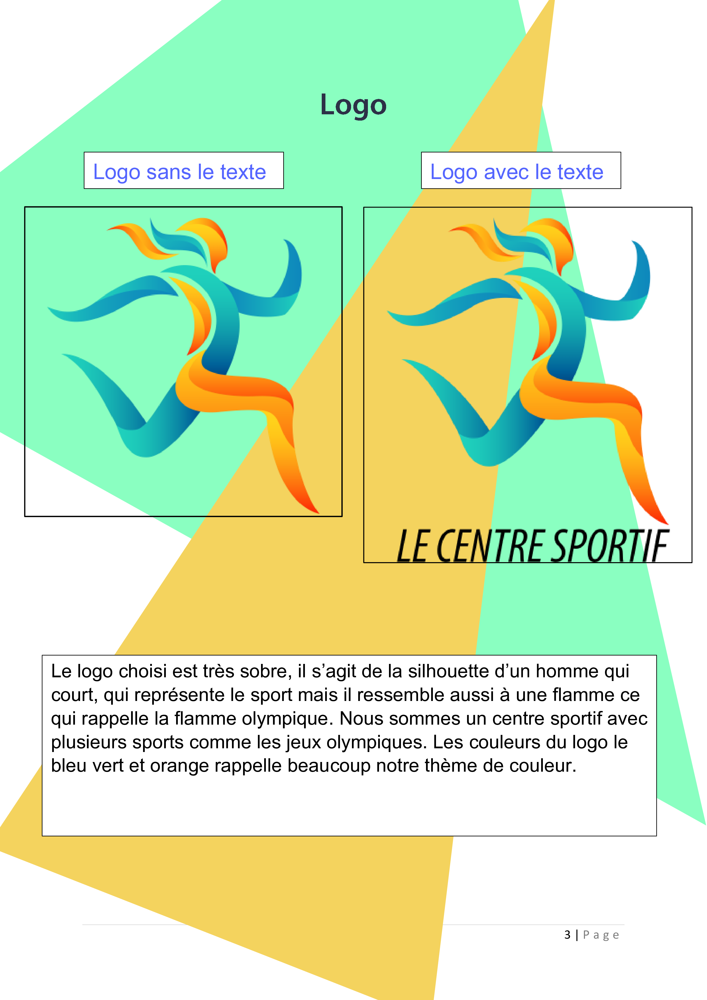 Logo
Logo sans le texte
Logo avec le texte
LE CENTRE SPORTIF
Le logo choisi est très sobre, il s’agit de la silhouette d’un homme qui
court, qui représente le sport mais il ressemble aussi à une flamme ce
qui rappelle la flamme olympique. Nous sommes un centre sportif avec
plusieurs sports comme les jeux olympiques. Les couleurs du logo le
bleu vert et orange rappelle beaucoup notre thème de couleur.
3 | Page